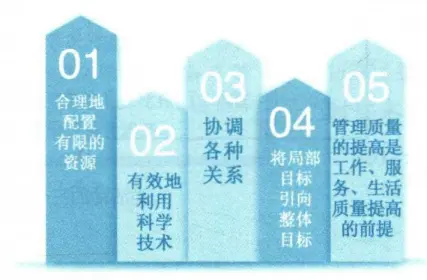 01
合理地
配置
有限的
资源
02
有效地
利用
科学
技术
03
协调
各种
关系
04
将局部
目标
引向
整体
目标
05
管理质量
的提高是
工作、服
务、生活
质量提高
的前提